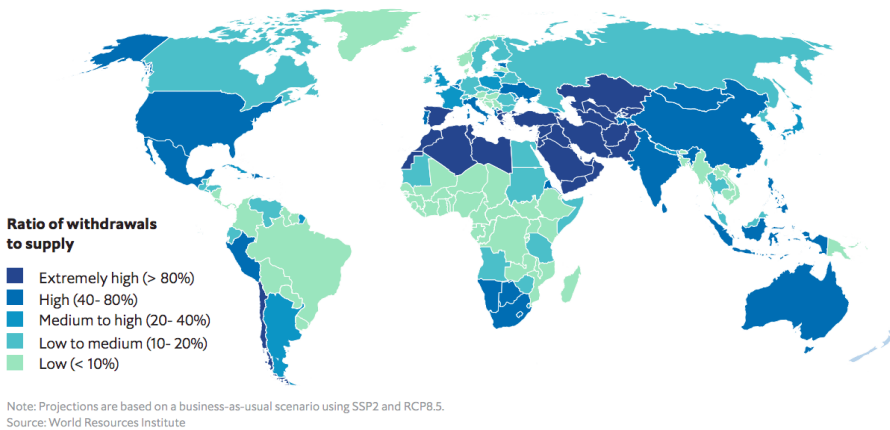 Ratio of withdrawals
to supply
Extremely high (> 80%)
High (40- 80%)
Medium to high (20- 40%)
Low to medium (10- 20%)
Low (< 10%)
Note: Projections are based on a business-as-usual scenario using SSP2 and RCP8.5.
Source: World Resources Institute